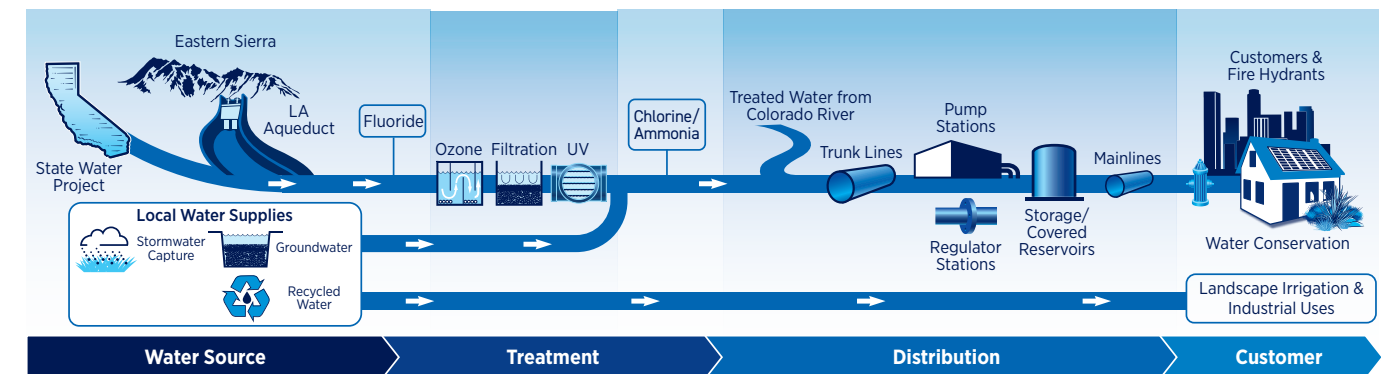 Eastern Sierra
LA
Aqueduct
State Water
Project
Fluoride
Ozone
Filtration
UV
Chlorine/
Ammonia
Treated Water from
Colorado River
Trunk Lines
Pump
Stations
Regulator
Stations
Storage/
Covered
Reservoirs
Mainlines
Customers &
Fire Hydrants
Water Conservation
Local Water Supplies
Stormwater
Capture
Groundwater
Recycled
Water
Landscape Irrigation &
Industrial Uses
Water Source
Treatment
Distribution
Customer